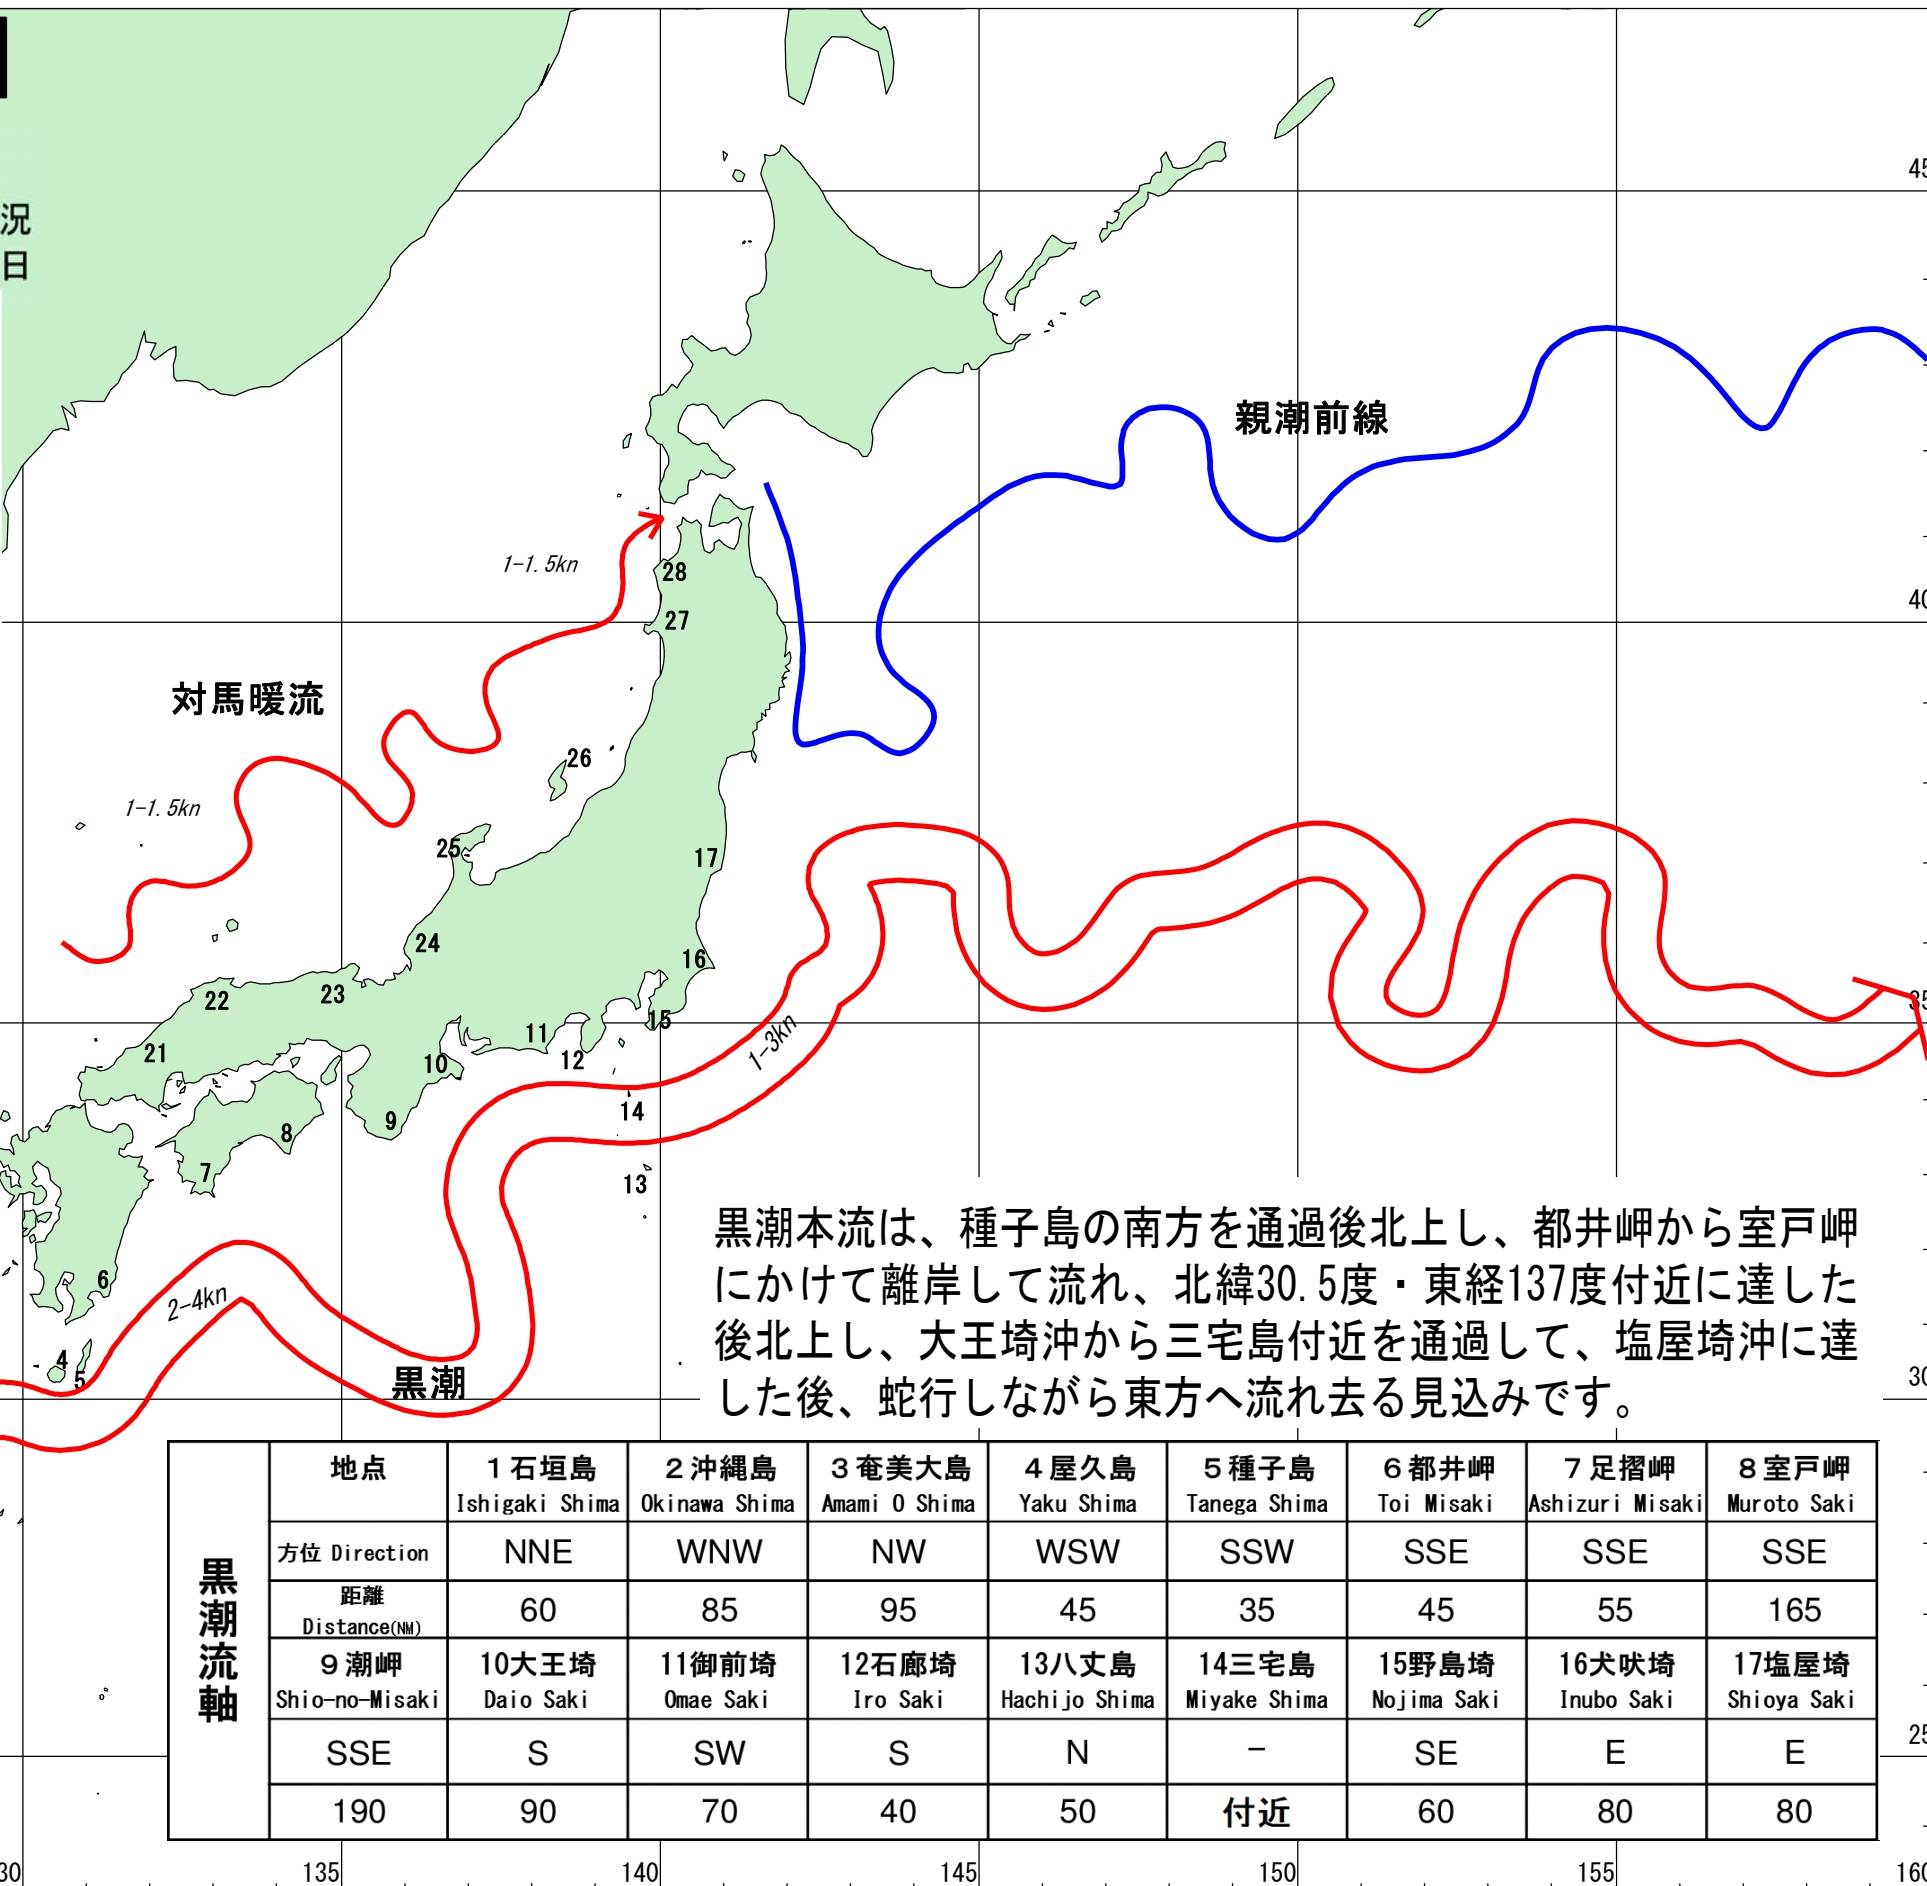 況
日
45
親潮前線
1-1.5kn
28
40
27
対馬暖流
26
1-1.5kn
25
17
24
16
22
23
35
15
11
1-3kn
21
12
10
14
9
8
7
13
黒潮本流は、種子島の南方を通過後北上し、都井岬から室戸岬
にかけて離岸して流れ、北緯30.5度・東経137度付近に達した
後北上し、大王埼沖から三宅島付近を通過して、塩屋埼沖に達
した後、蛇行しながら東方へ流れ去る見込みです。
6
2-4kn
4
5
黒潮
30
黒潮流軸
地点 1石垣島 2沖縄島 3奄美大島 4屋久島 5種子島 6都井岬 7足摺岬 8室戸岬
Ishigaki Shima Okinawa Shima Amami O Shima Yaku Shima Tanega Shima Toi Misaki Ashizuri Misaki Muroto Saki
方位 Direction NNE WNW NW WSW SSW SSE SSE SSE
距離
Distance(NM) 60 85 95 45 35 45 55 165
9潮岬 10大王埼 11御前埼 12石廊埼 13八丈島 14三宅島 15野島埼 16犬吠埼 17塩屋埼
Shio-no-Misaki Daio Saki Omae Saki Iro Saki Hachijo Shima Miyake Shima Nojima Saki Inubo Saki Shioya Saki
SSE S SW S N - SE E E
25
190 90 70 40 50 付近 60 80 80
30 135 140 145 150 155 160